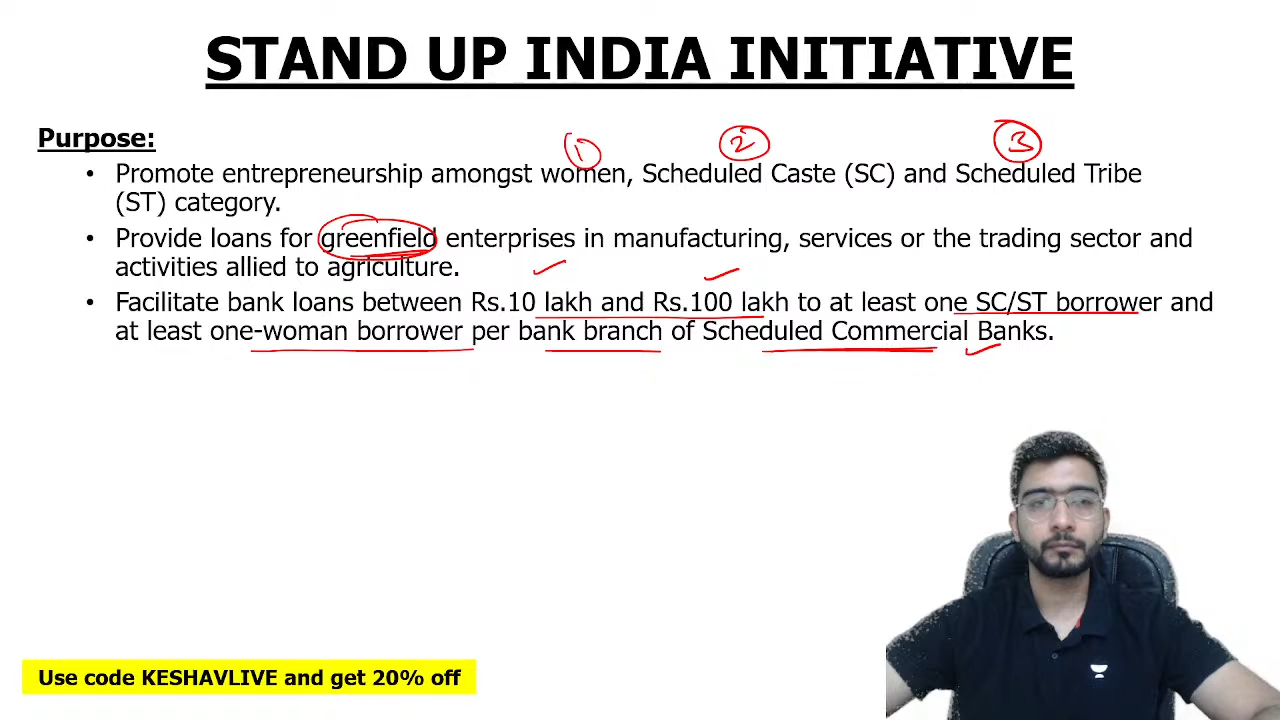 STAND UP INDIA INITIATIVE
Purpose:
1 2 3
• Promote entrepreneurship amongst women, Scheduled Caste (SC) and Scheduled Tribe
(ST) category.
• Provide loans for greenfield enterprises in manufacturing, services or the trading sector and
activities allied to agriculture.
• Facilitate bank loans between Rs.10 lakh and Rs.100 lakh to at least one SC/ST borrower and
at least one-woman borrower per bank branch of Scheduled Commercial Banks.
Use code KESHAVLIVE and get 20% off